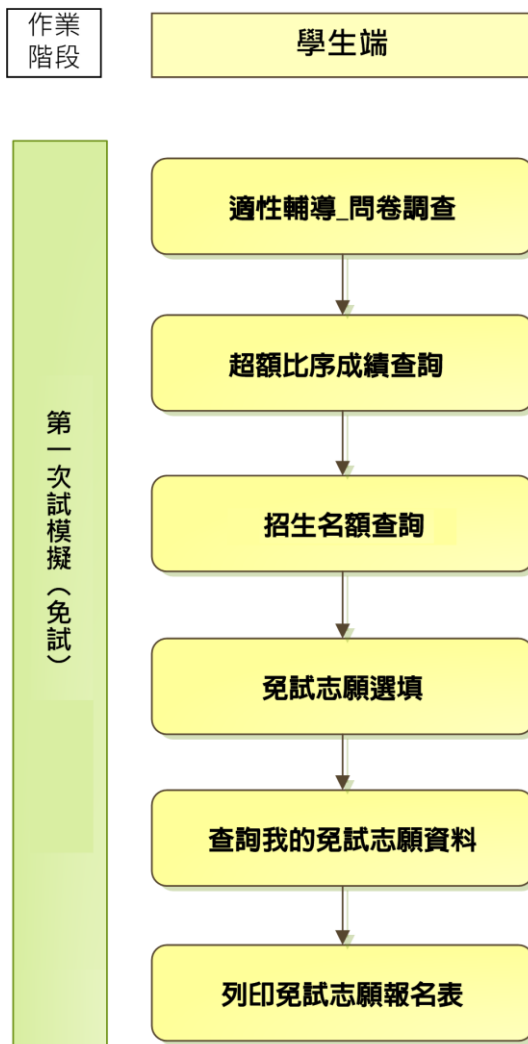 作業
階段
學生端
適性輔導_問卷調查
超額比序成績查詢
招生名額查詢
第一次試模擬（免試）
免試志願選填
查詢我的免試志願資料
列印免試志願報名表